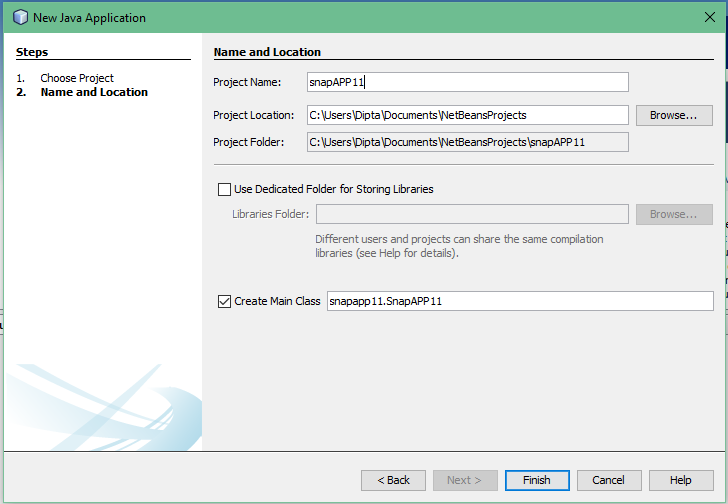 New Java Application
Steps
1. Choose Project
2. Name and Location
Name and Location
Project Name: snapAPP11
Project Location: C:\Users\Dipta\Documents\NetBeansProjects Browse...
Project Folder: C:\Users\Dipta\Documents\NetBeansProjects\snapAPP11
Use Dedicated Folder for Storing Libraries
Libraries Folder: Browse...
Different users and projects can share the same compilation
libraries (see Help for details).
Create Main Class snapapp11.SnapAPP11
< Back Next > Finish Cancel Help